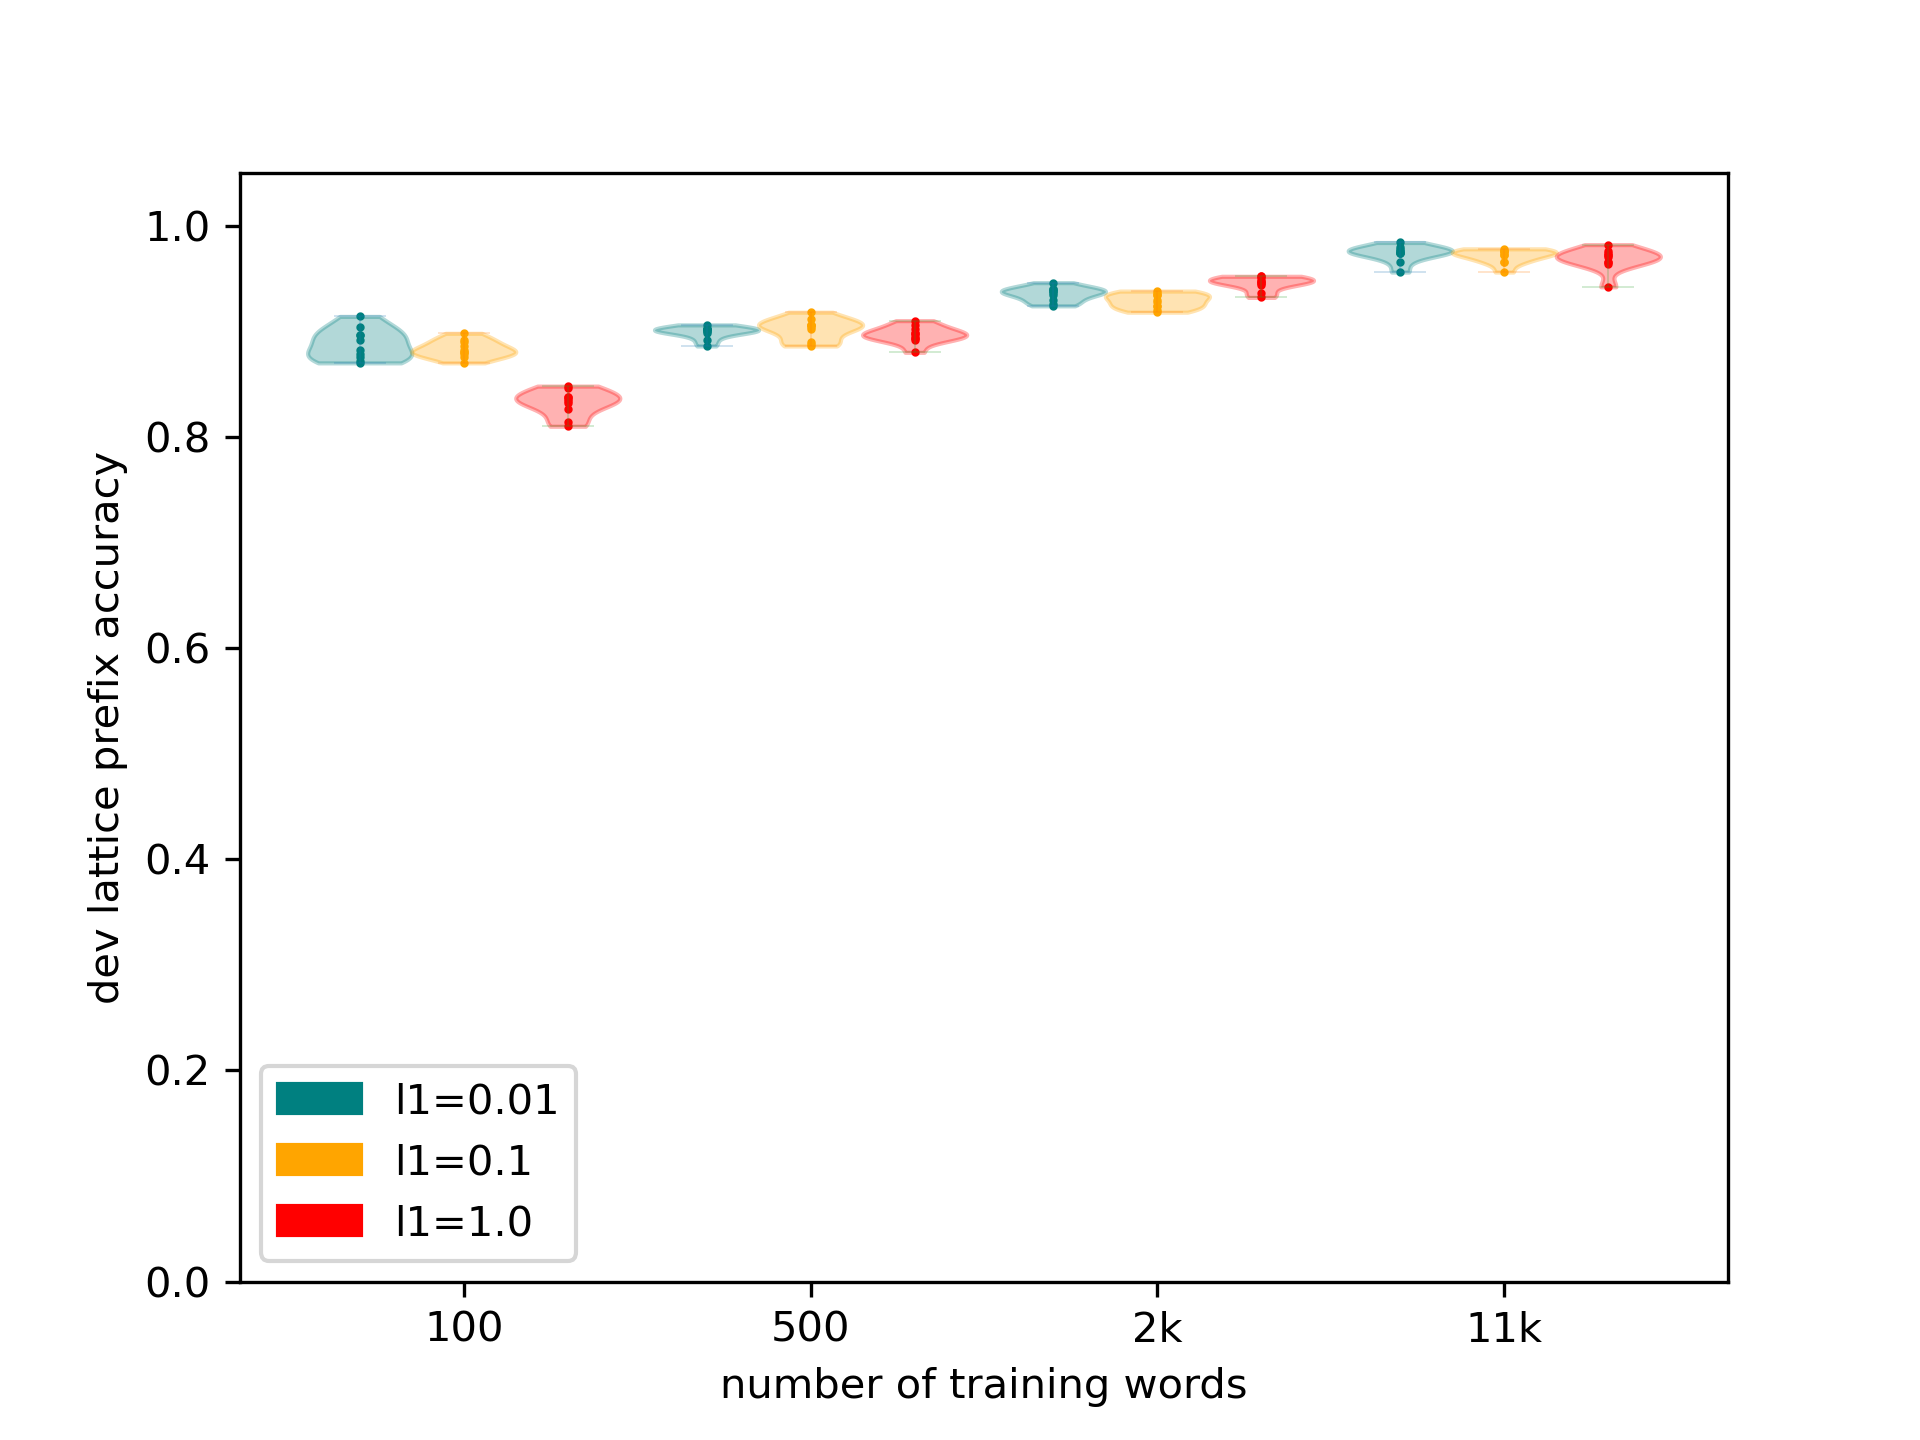 1.0
0.8
0.6
0.4
0.2
0.0
dev lattice prefix accuracy
l1=0.01
l1=0.1
l1=1.0
100
500
2k
11k
number of training words